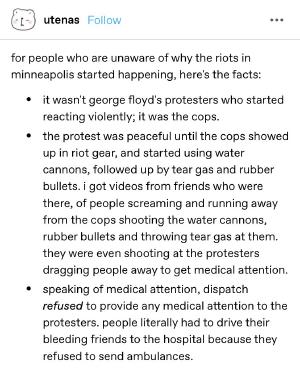 utenas Follow
for people who are unaware of why the riots in
minneapolis started happening, here's the facts:
• it wasn't george floyd's protesters who started
reacting violently; it was the cops.
• the protest was peaceful until the cops showed
up in riot gear, and started using water
cannons, followed up by tear gas and rubber
bullets. i got videos from friends who were
there, of people screaming and running away
from the cops shooting the water cannons,
rubber bullets and throwing tear gas at them.
they were even shooting at the protesters
dragging people away to get medical attention.
• speaking of medical attention, dispatch
refused to provide any medical attention to the
protesters. people literally had to drive their
bleeding friends to the hospital because they
refused to send ambulances.